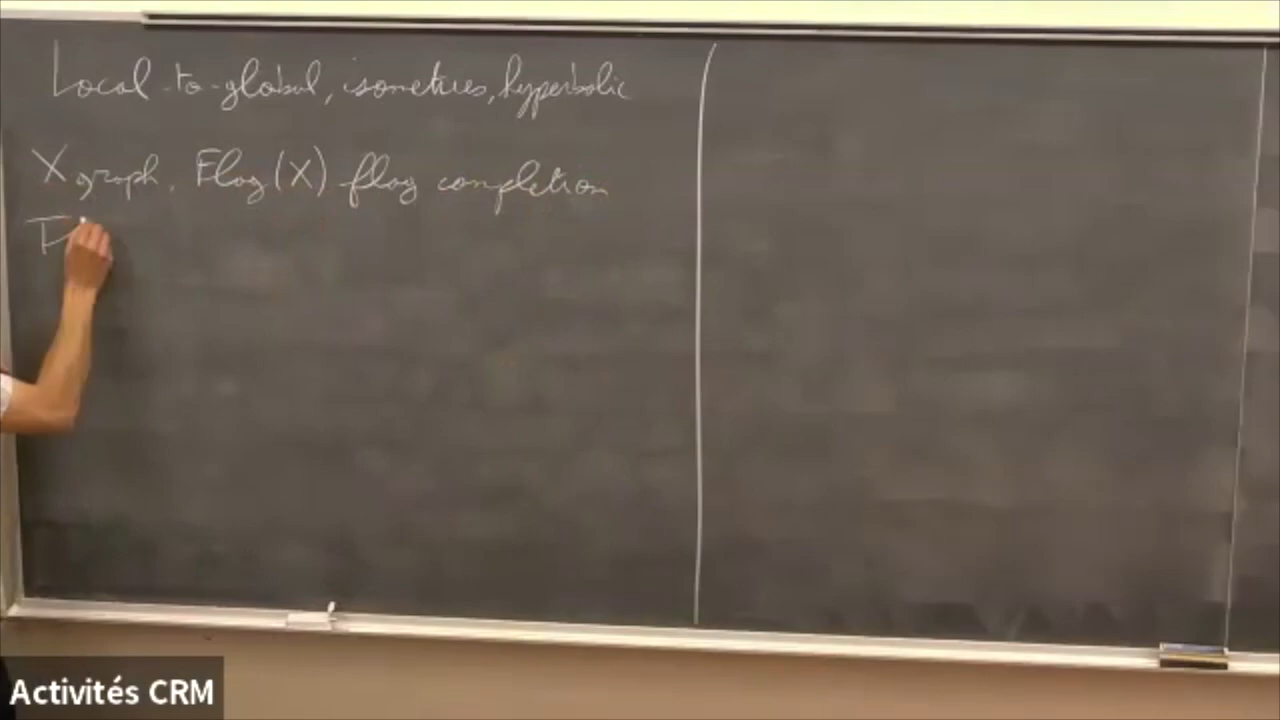 Local-to-global, isometries, hyperbolic
X graph, Flag(X) flag completion
Activités CRM